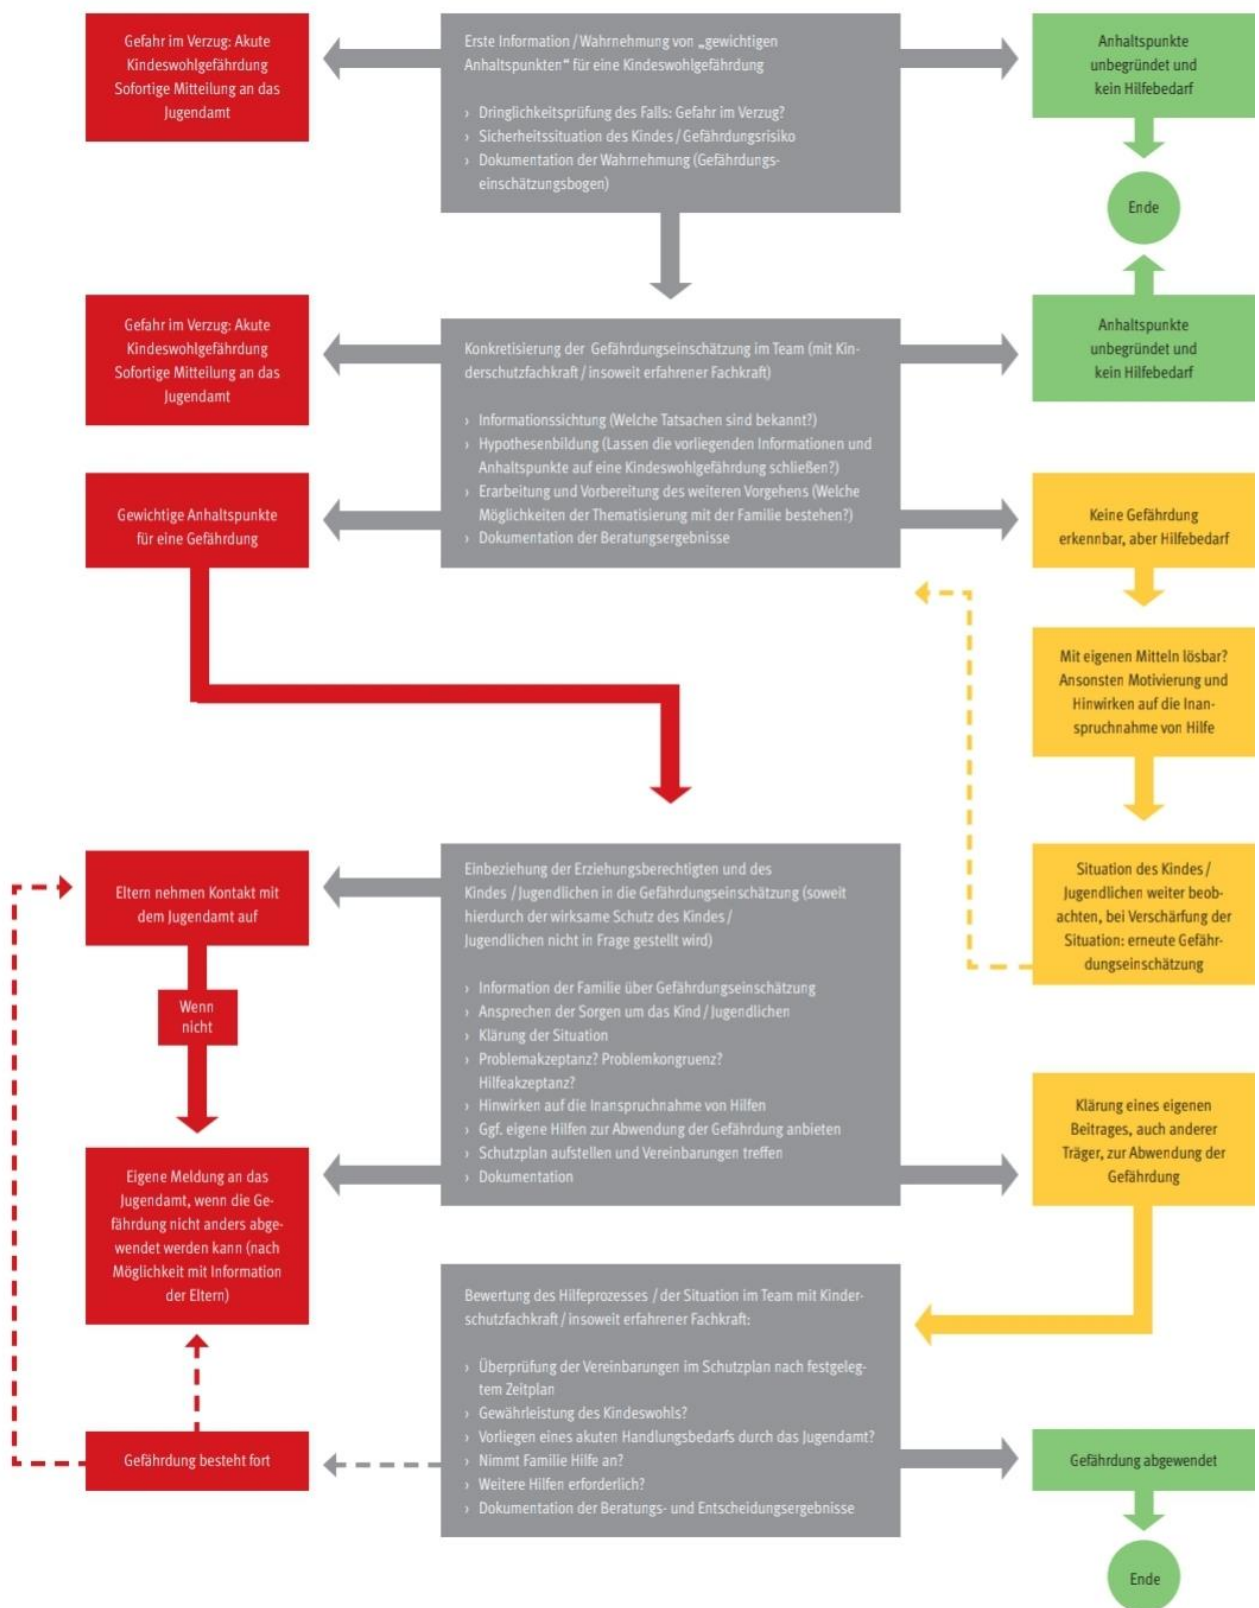 Gefahr im Verzug: Akute
Kindeswohlgefährdung
Sofortige Mitteilung an das
Jugendamt
Erste Information / Wahrnehmung von „gewichtigen
Anhaltspunkten“ für eine Kindeswohlgefährdung
› Dringlichkeitsprüfung des Falls: Gefahr im Verzug?
› Sicherheitssituation des Kindes / Gefährdungsrisiko
› Dokumentation der Wahrnehmung (Gefährdungs-
einschätzungsbogen)
Anhaltspunkte
unbegründet und
kein Hilfebedarf
Ende
Gefahr im Verzug: Akute
Kindeswohlgefährdung
Sofortige Mitteilung an das
Jugendamt
Konkretisierung der Gefährdungseinschätzung im Team (mit Kin-
derschutzfachkraft / insoweit erfahrener Fachkraft)
› Informationssichtung (Welche Tatsachen sind bekannt?)
› Hypothesenbildung (Lassen die vorliegenden Informationen und
Anhaltspunkte auf eine Kindeswohlgefährdung schließen?)
› Erarbeitung und Vorbereitung des weiteren Vorgehens (Welche
Möglichkeiten der Thematisierung mit der Familie bestehen?)
› Dokumentation der Beratungsergebnisse
Anhaltspunkte
unbegründet und
kein Hilfebedarf
Gewichtige Anhaltspunkte
für eine Gefährdung
Keine Gefährdung
erkennbar, aber Hilfebedarf
Mit eigenen Mitteln lösbar?
Ansonsten Motivierung und
Hinwirken auf die Inan-
spruchnahme von Hilfe
Situation des Kindes /
Jugendlichen weiter beob-
achten, bei Verschärfung der
Situation: erneute Gefähr-
dungseinschätzung
Eltern nehmen Kontakt mit
dem Jugendamt auf
Wenn
nicht
Einbeziehung der Erziehungsberechtigten und des
Kindes / Jugendlichen in die Gefährdungseinschätzung (soweit
hierdurch der wirksame Schutz des Kindes /
Jugendlichen nicht in Frage gestellt wird)
› Information der Familie über Gefährdungseinschätzung
› Ansprechen der Sorgen um das Kind / Jugendlichen
› Klärung der Situation
› Problemakzeptanz? Problemkongruenz?
Hilfeakzeptanz?
› Hinwirken auf die Inanspruchnahme von Hilfen
› Ggf. eigene Hilfen zur Abwendung der Gefährdung anbieten
› Schutzplan aufstellen und Vereinbarungen treffen
› Dokumentation
Klärung eines eigenen
Beitrages, auch anderer
Träger, zur Abwendung der
Gefährdung
Eigene Meldung an das
Jugendamt, wenn die Ge-
fährdung nicht anders abge-
wendet werden kann (nach
Möglichkeit mit Information
der Eltern)
Bewertung des Hilfeprozesses / der Situation im Team mit Kinder-
schutzfachkraft / insoweit erfahrener Fachkraft:
› Überprüfung der Vereinbarungen im Schutzplan nach festgeleg-
tem Zeitplan
› Gewährleistung des Kindeswohls?
› Vorliegen eines akuten Handlungsbedarfs durch das Jugendamt?
› Nimmt Familie Hilfe an?
› Weitere Hilfen erforderlich?
› Dokumentation der Beratungs- und Entscheidungsergebnisse
Gefährdung besteht fort
Gefährdung abgewendet
Ende